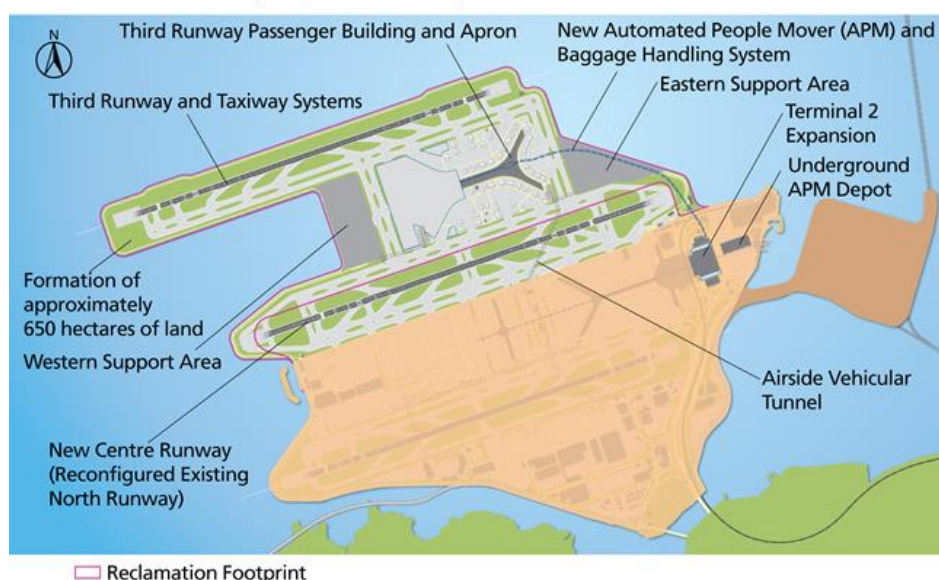 N
Third Runway Passenger Building and Apron
New Automated People Mover (APM) and
Baggage Handling System
Third Runway and Taxiway Systems
Eastern Support Area
Terminal 2
Expansion
Underground
APM Depot
Formation of
approximately
650 hectares of land
Western Support Area
Airside Vehicular
Tunnel
New Centre Runway
(Reconfigured Existing
North Runway)
Reclamation Footprint